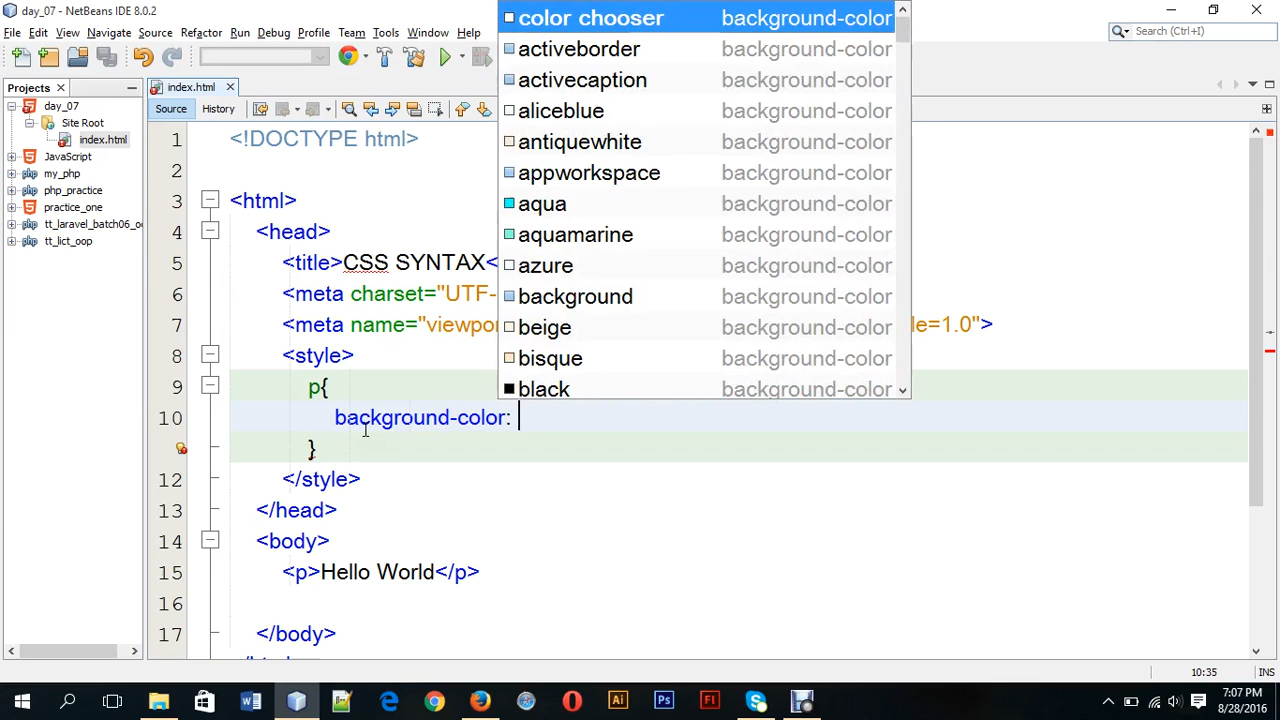 day_07 - NetBeans IDE 8.0.2
File Edit View Navigate Source Refactor Run Debug Profile Team Tools Window Help
Search (Ctrl+I)
Projects
index.html
Source History
day_07
Site Root
index.html
JavaScript
my_php
php_practice
practice_one
tt_laravel_batch06_oo
tt_lict_oop
color chooser background-color
activeborder background-color
activecaption background-color
aliceblue background-color
antiquewhite background-color
appworkspace background-color
aqua background-color
aquamarine background-color
azure background-color
background background-color
beige background-color
bisque background-color
black background-color
1 <!DOCTYPE html>
2
3 <html>
4 <head>
5 <title>CSS SYNTAX<
6 <meta charset="UTF-
7 <meta name="viewpor le=1.0">
8 <style>
9 p{
10 background-color:
}
12 </style>
13 </head>
14 <body>
15 <p>Hello World</p>
16
17 </body>
10:35 INS
7:07 PM
8/28/2016